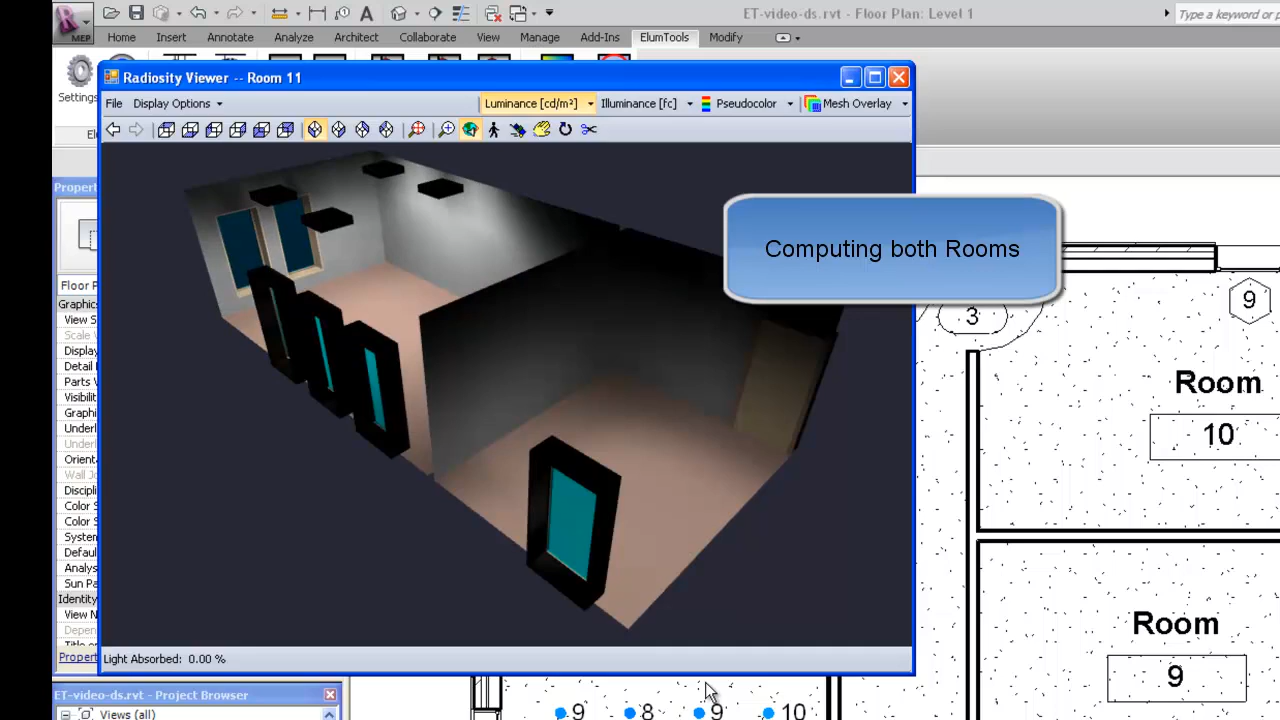 ET-video-ds.rvt - Floor Plan: Level 1
Type a keyword or p
MEP
Home Insert Annotate Analyze Architect Collaborate View Manage Add-Ins ElumTools Modify
Settings
Radiosity Viewer -- Room 11
File Display Options Luminance [cd/m²] Illuminance [fc] Pseudocolor Mesh Overlay
Computing both Rooms
Propert
Floor P
Graphics
View S
Scale
Display
Detail
Parts V
Visibilit
Graphi
Underl
Underl
Orienta
Wall Jo
Discipli
Color S
Color S
System
Defaul
Analys
Sun Pa
Identity
View N
Depen
Title o
Propert
3
9
Room
10
Room
9
Light Absorbed: 0.00 %
ET-video-ds.rvt - Project Browser
Views (all)
9 8 9 10